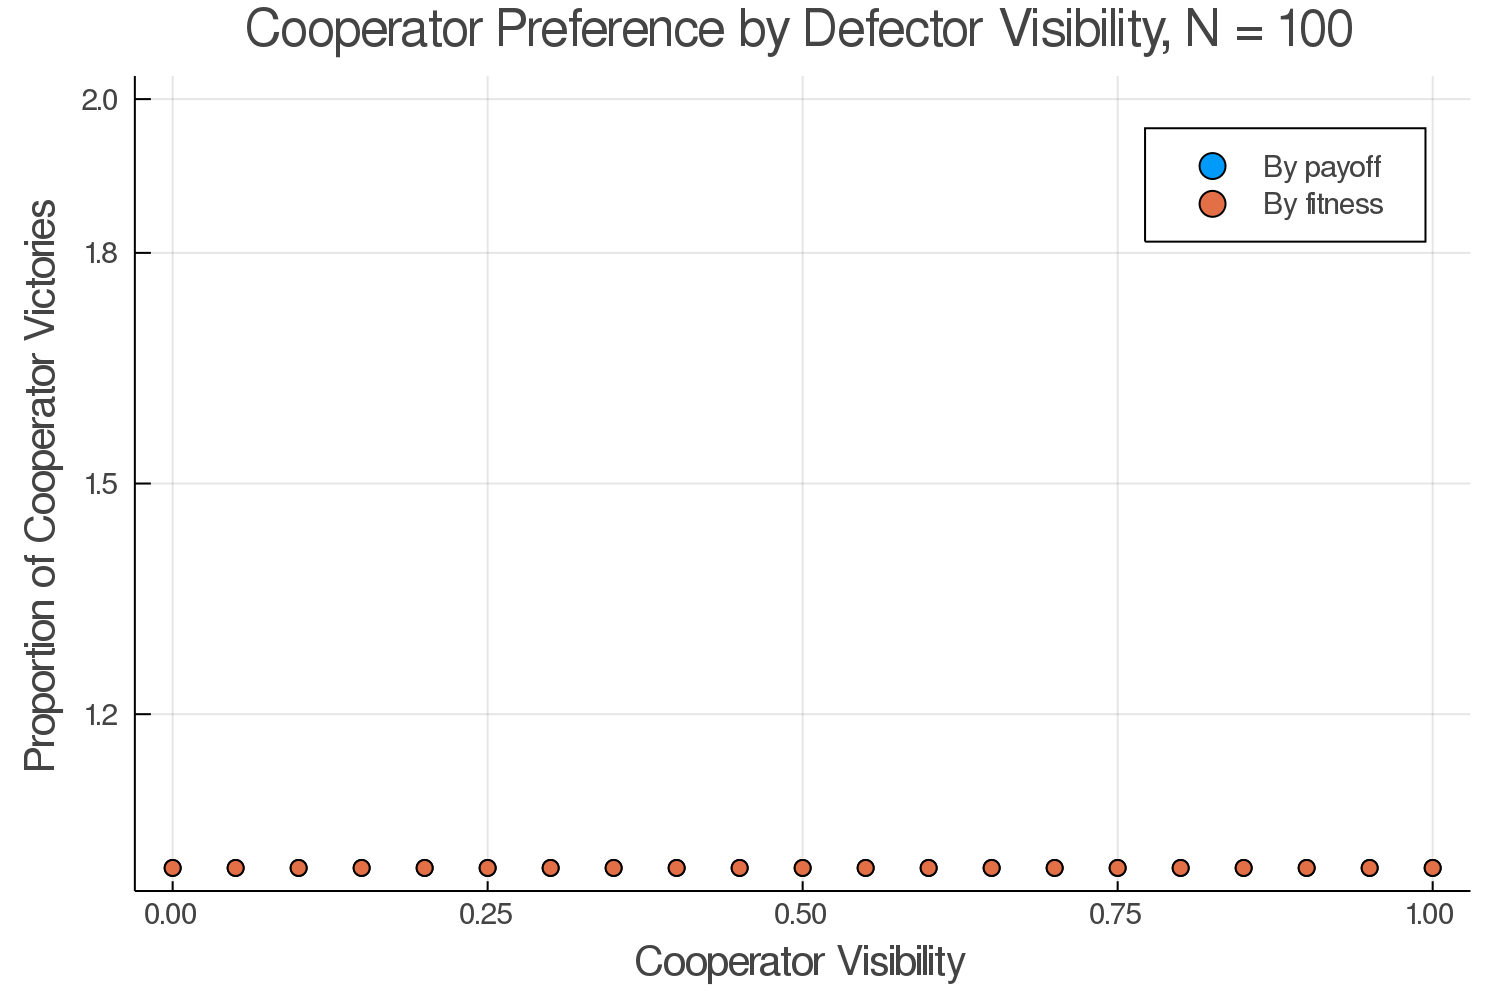 Cooperator Preference by Defector Visibility, N = 100
2.0
1.8
1.5
1.2
Proportion of Cooperator Victories
By payoff
By fitness
0.00 0.25 0.50 0.75 1.00
Cooperator Visibility